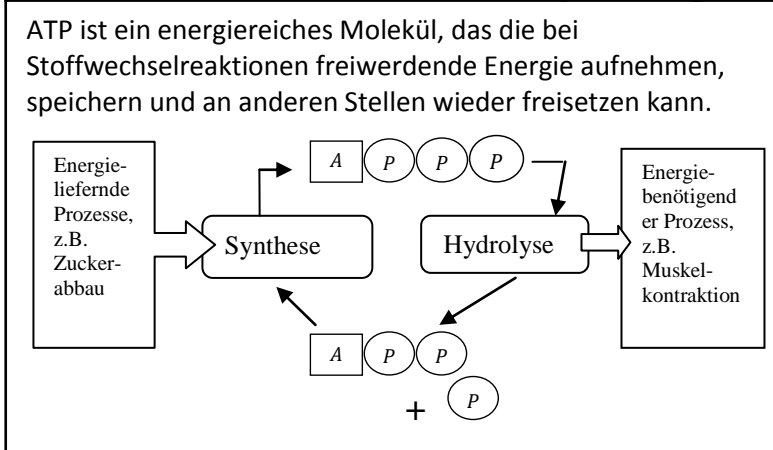 ATP ist ein energiereiches Molekül, das die bei
Stoffwechselreaktionen freiwerdende Energie aufnehmen,
speichern und an anderen Stellen wieder freisetzen kann.
Energie-
liefernde
Prozesse,
z.B.
Zucker-
abbau
A P P P
Synthese
Hydrolyse
Energie-
benötigend
er Prozess,
z.B.
Muskel-
kontraktion
A P P
+ P